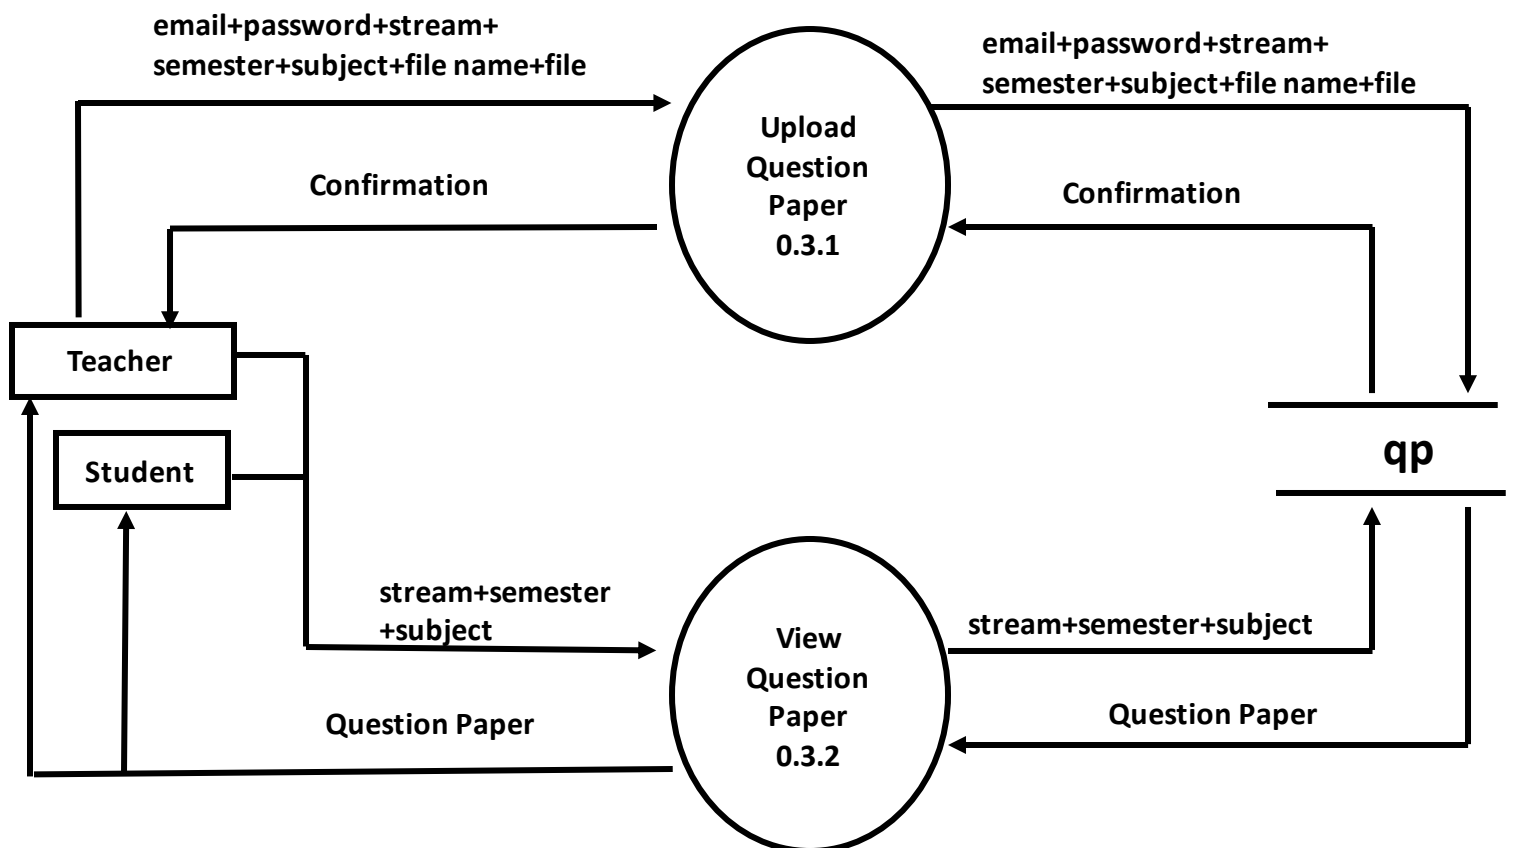 email+password+stream+
semester+subject+file name+file
email+password+stream+
semester+subject+file name+file
Upload
Question
Paper
0.3.1
Confirmation
Confirmation
Teacher
Student
qp
stream+semester
+subject
stream+semester+subject
View
Question
Paper
0.3.2
Question Paper
Question Paper